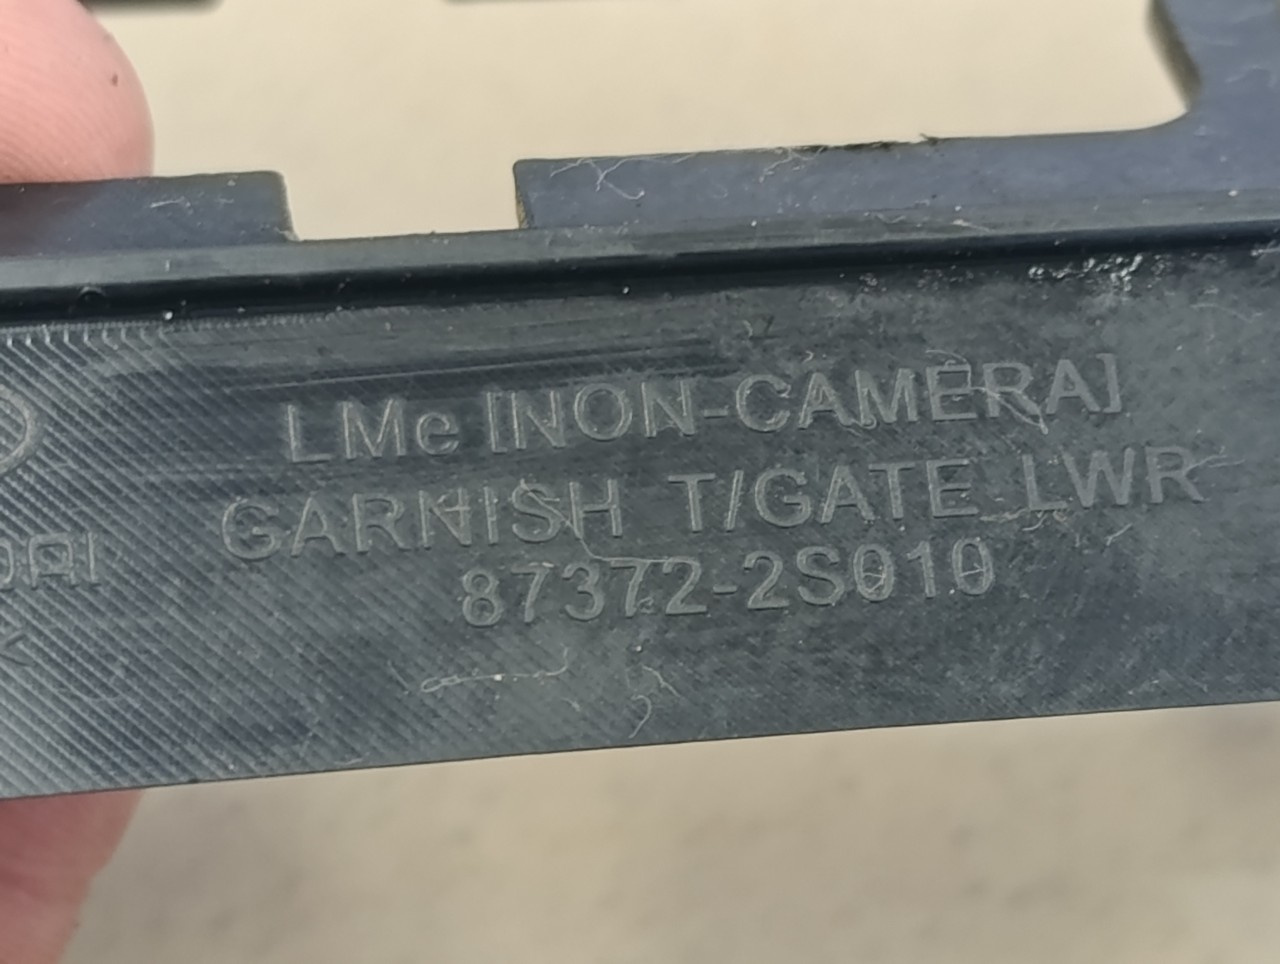 LMe [NON-CAMERA]
GARNISH T/GATE LWR
87372-2S010